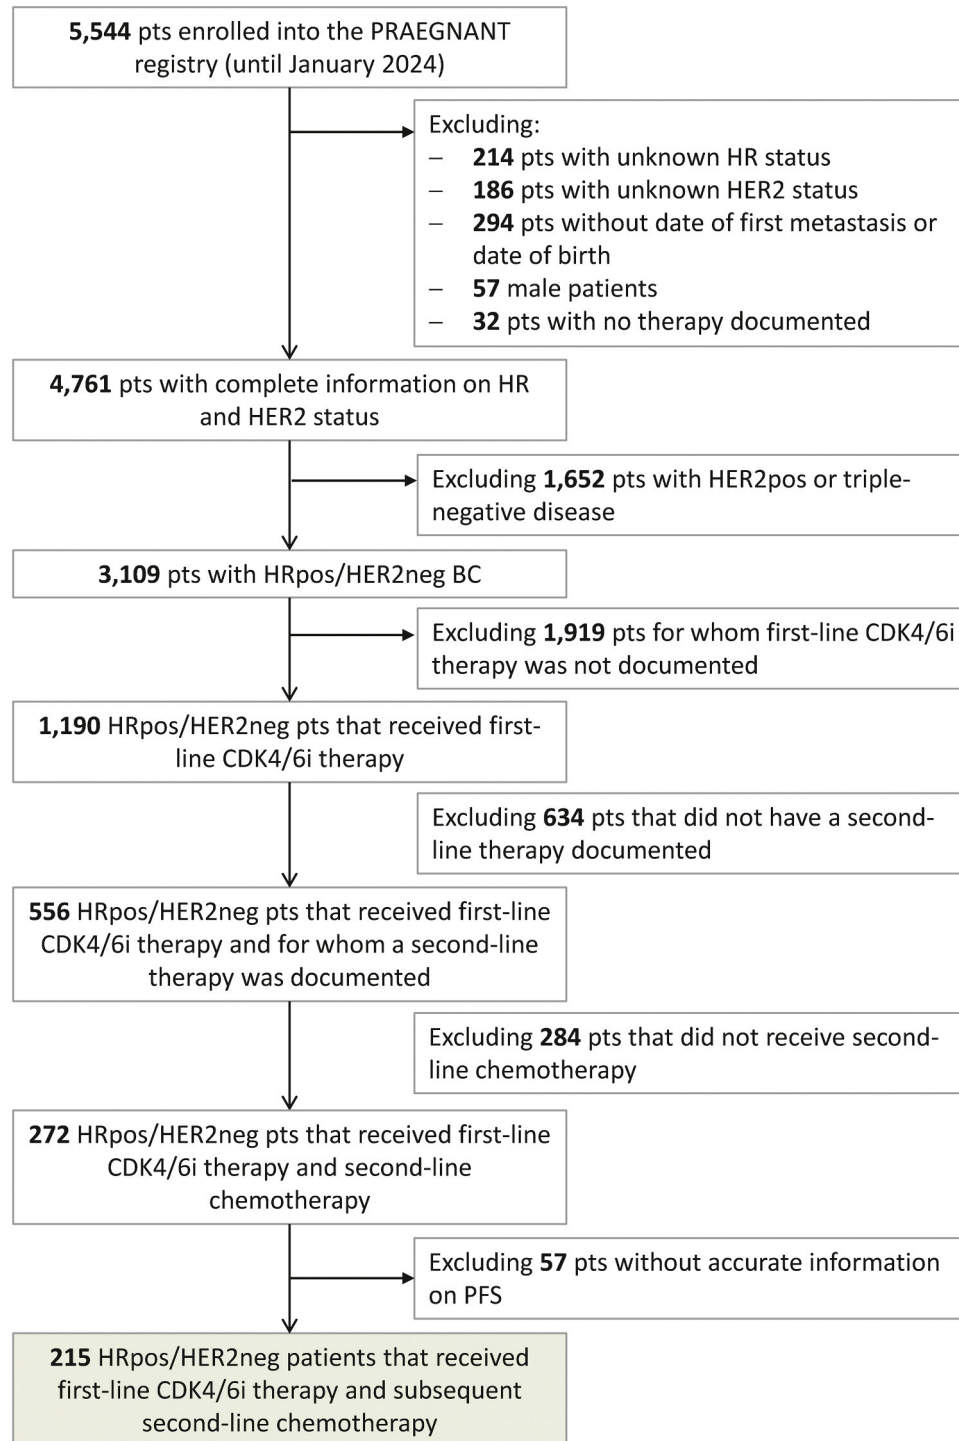 5,544 pts enrolled into the PRAEGNANT
registry (until January 2024)
Excluding:
– 214 pts with unknown HR status
– 186 pts with unknown HER2 status
– 294 pts without date of first metastasis or
date of birth
– 57 male patients
– 32 pts with no therapy documented
4,761 pts with complete information on HR
and HER2 status
Excluding 1,652 pts with HER2pos or triple-
negative disease
3,109 pts with HRpos/HER2neg BC
Excluding 1,919 pts for whom first-line CDK4/6i
therapy was not documented
1,190 HRpos/HER2neg pts that received first-
line CDK4/6i therapy
Excluding 634 pts that did not have a second-
line therapy documented
556 HRpos/HER2neg pts that received first-line
CDK4/6i therapy and for whom a second-line
therapy was documented
Excluding 284 pts that did not receive second-
line chemotherapy
272 HRpos/HER2neg pts that received first-line
CDK4/6i therapy and second-line
chemotherapy
Excluding 57 pts without accurate information
on PFS
215 HRpos/HER2neg patients that received
first-line CDK4/6i therapy and subsequent
second-line chemotherapy